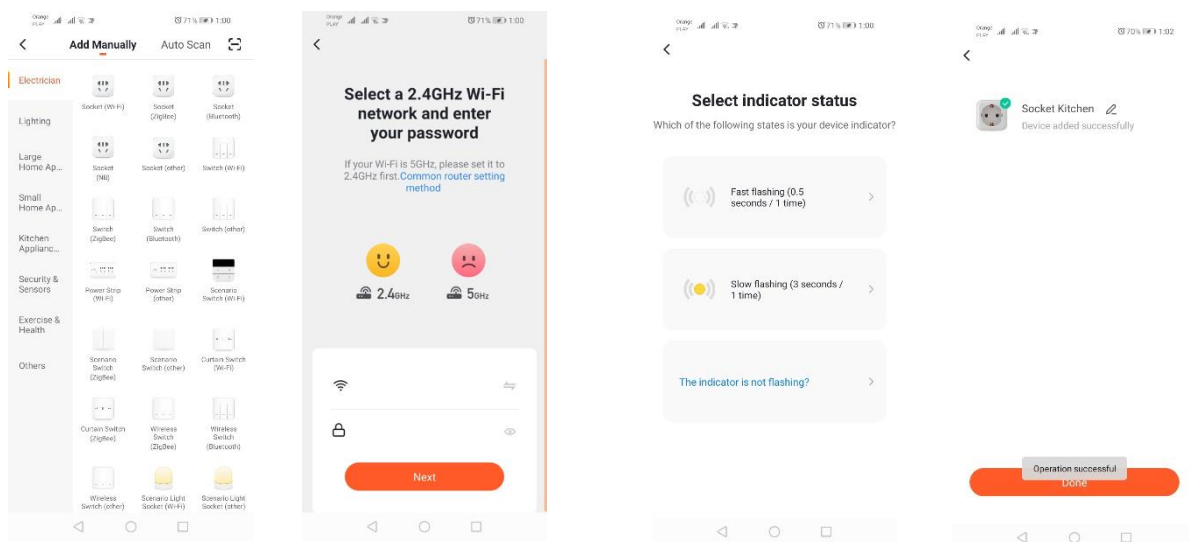 Orange
PLAY
71% 1:00
Add Manually Auto Scan
Electrician
Lighting
Large
Home Ap...
Small
Home Ap...
Kitchen
Applianc...
Security &
Sensors
Exercise &
Health
Others
Socket (Wi-Fi)
Socket
(ZigBee)
Socket
(Bluetooth)
Socket
(NB)
Socket (other)
Switch (Wi-Fi)
Switch
(ZigBee)
Switch
(Bluetooth)
Switch (other)
Power Strip
(Wi-Fi)
Power Strip
(other)
Scenario
Switch (Wi-Fi)
Scenario
Switch
(ZigBee)
Scenario
Switch (other)
Curtain Switch
(Wi-Fi)
Curtain Switch
(ZigBee)
Wireless
Switch
(ZigBee)
Wireless
Switch
(Bluetooth)
Wireless
Switch (other)
Scenario Light
Socket (Wi-Fi)
Scenario Light
Socket (other)
Orange
PLAY
71% 1:00
Select a 2.4GHz Wi-Fi
network and enter
your password
If your Wi-Fi is 5GHz, please set it to
2.4GHz first.Common router setting
method
2.4GHz
5GHz
Next
Orange
PLAY
71% 1:00
Select indicator status
Which of the following states is your device indicator?
Fast flashing (0.5
seconds / 1 time)
Slow flashing (3 seconds /
1 time)
The indicator is not flashing?
Orange
PLAY
70% 1:02
Socket Kitchen
Device added successfully
Operation successful
Done